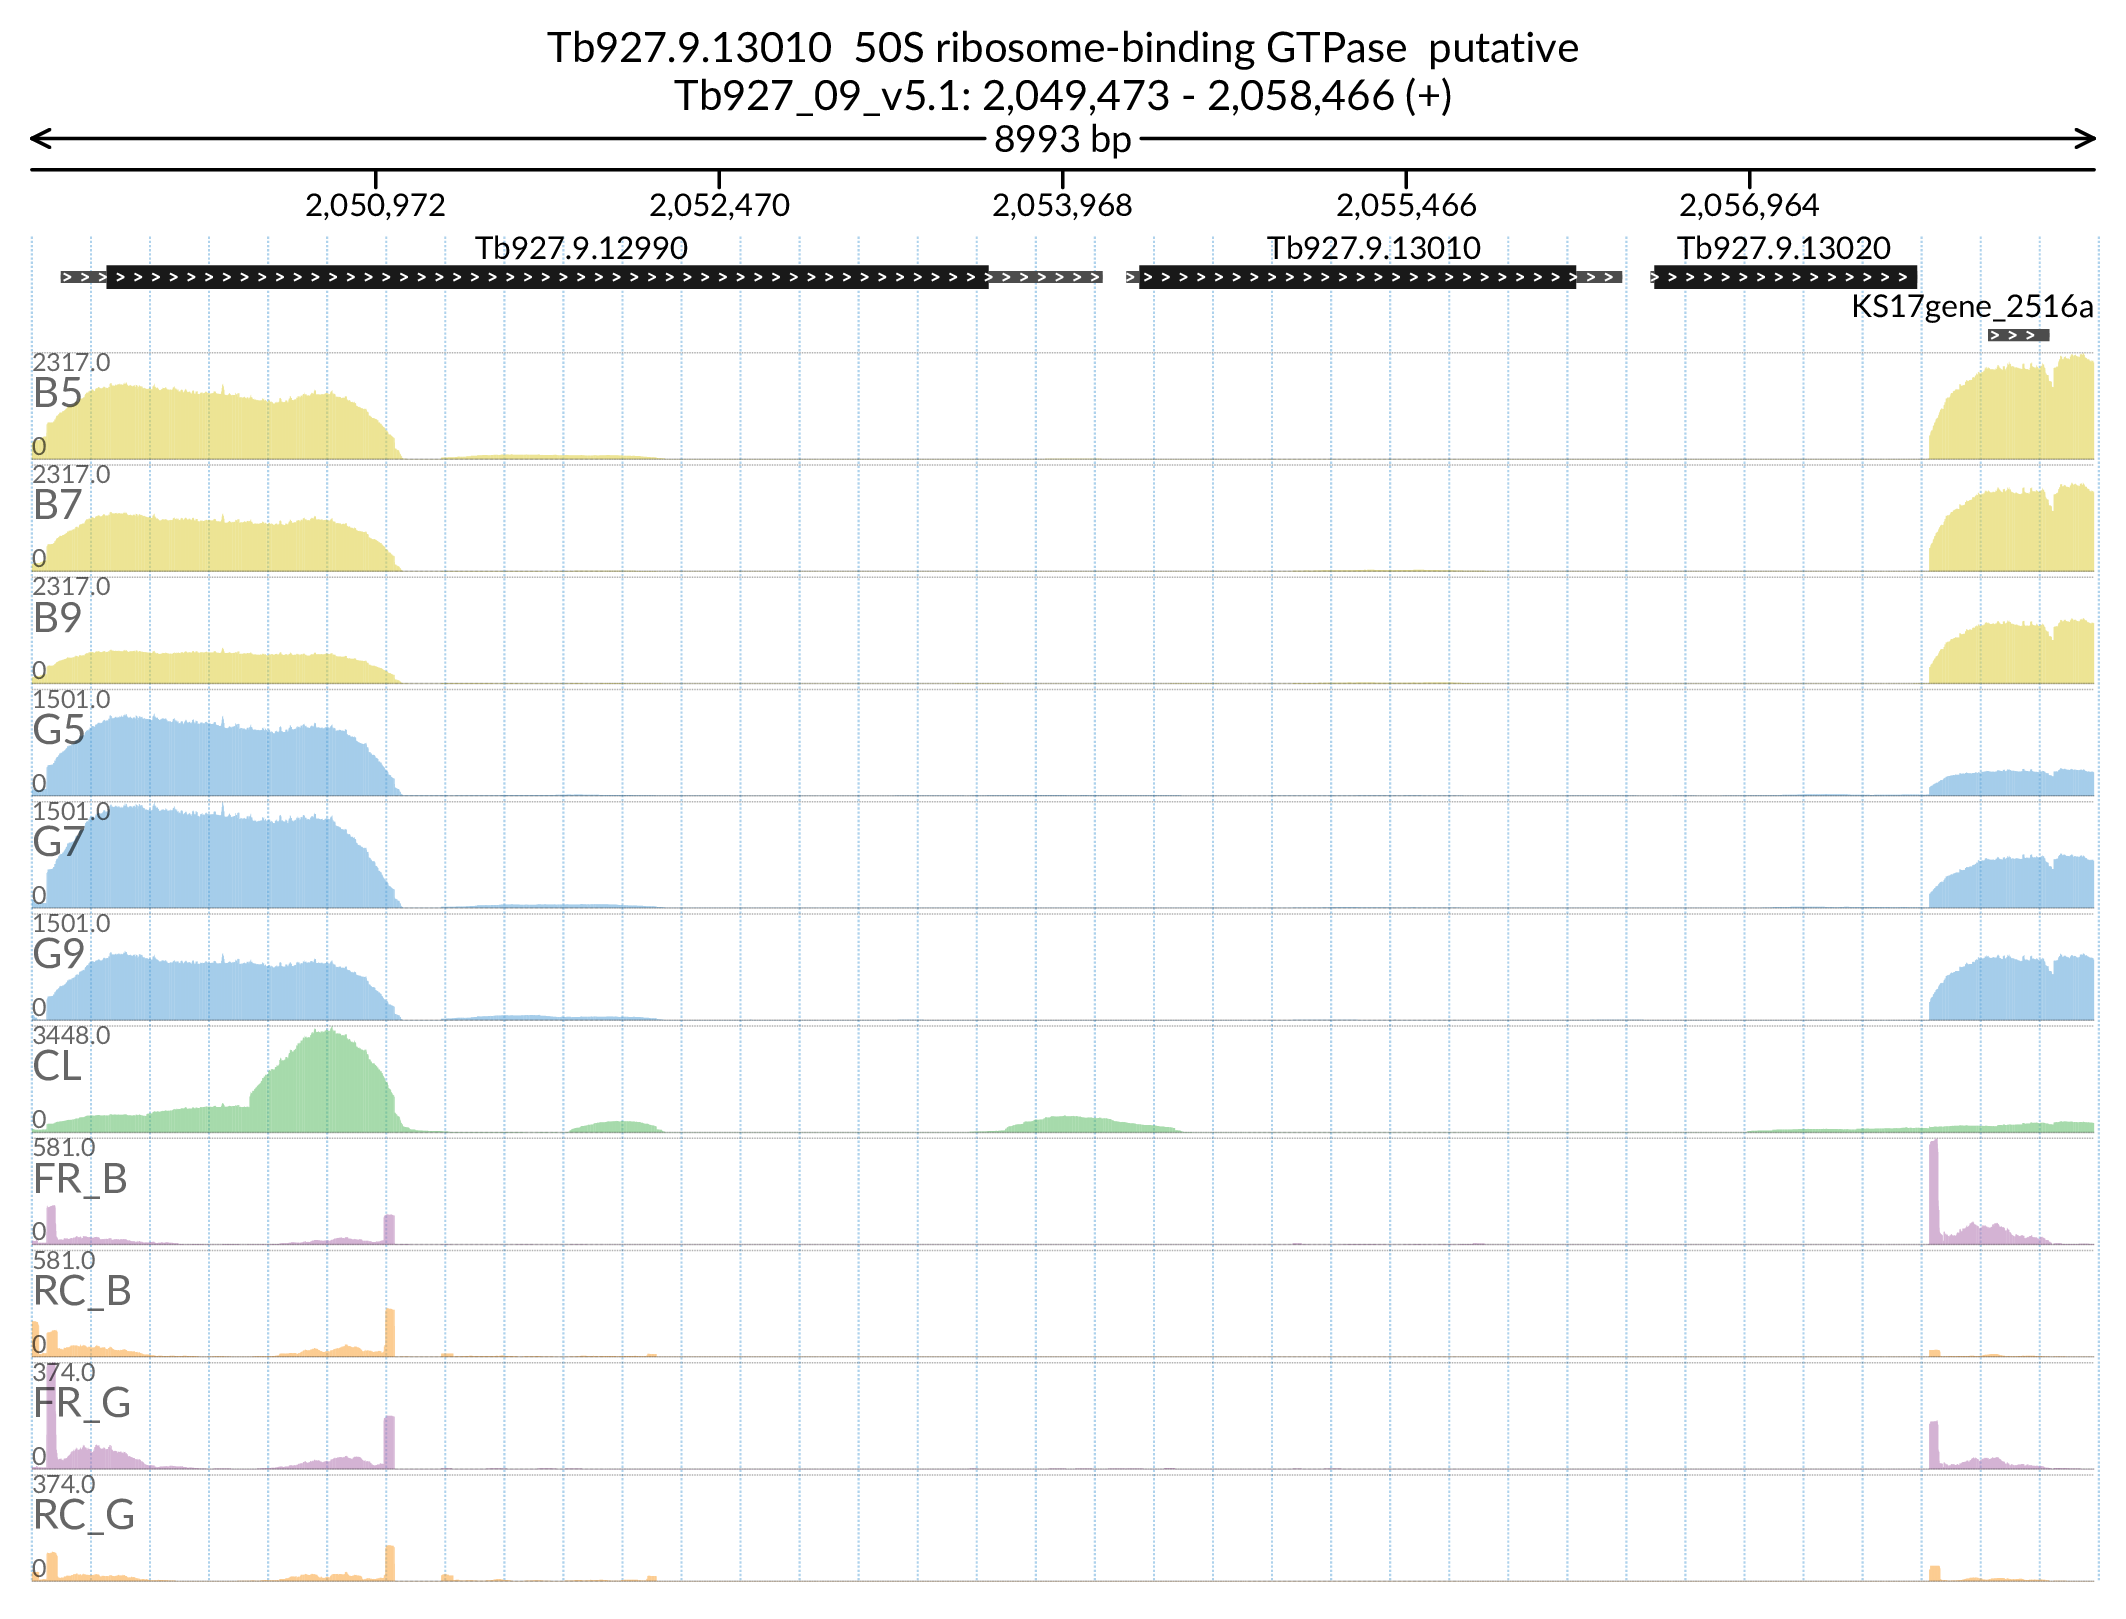 Tb927.9.13010  50S ribosome-binding GTPase  putative
Tb927_09_v5.1: 2,049,473 - 2,058,466 (+)
8993 bp
2,050,972 2,052,470 2,053,968 2,055,466 2,056,964
Tb927.9.12990 Tb927.9.13010 Tb927.9.13020
KS17gene_2516a
2317.0
B5
0
2317.0
B7
0
2317.0
B9
0
1501.0
G5
0
1501.0
G7
0
1501.0
G9
0
3448.0
CL
0
581.0
FR_B
0
581.0
RC_B
0
374.0
FR_G
0
374.0
RC_G
0